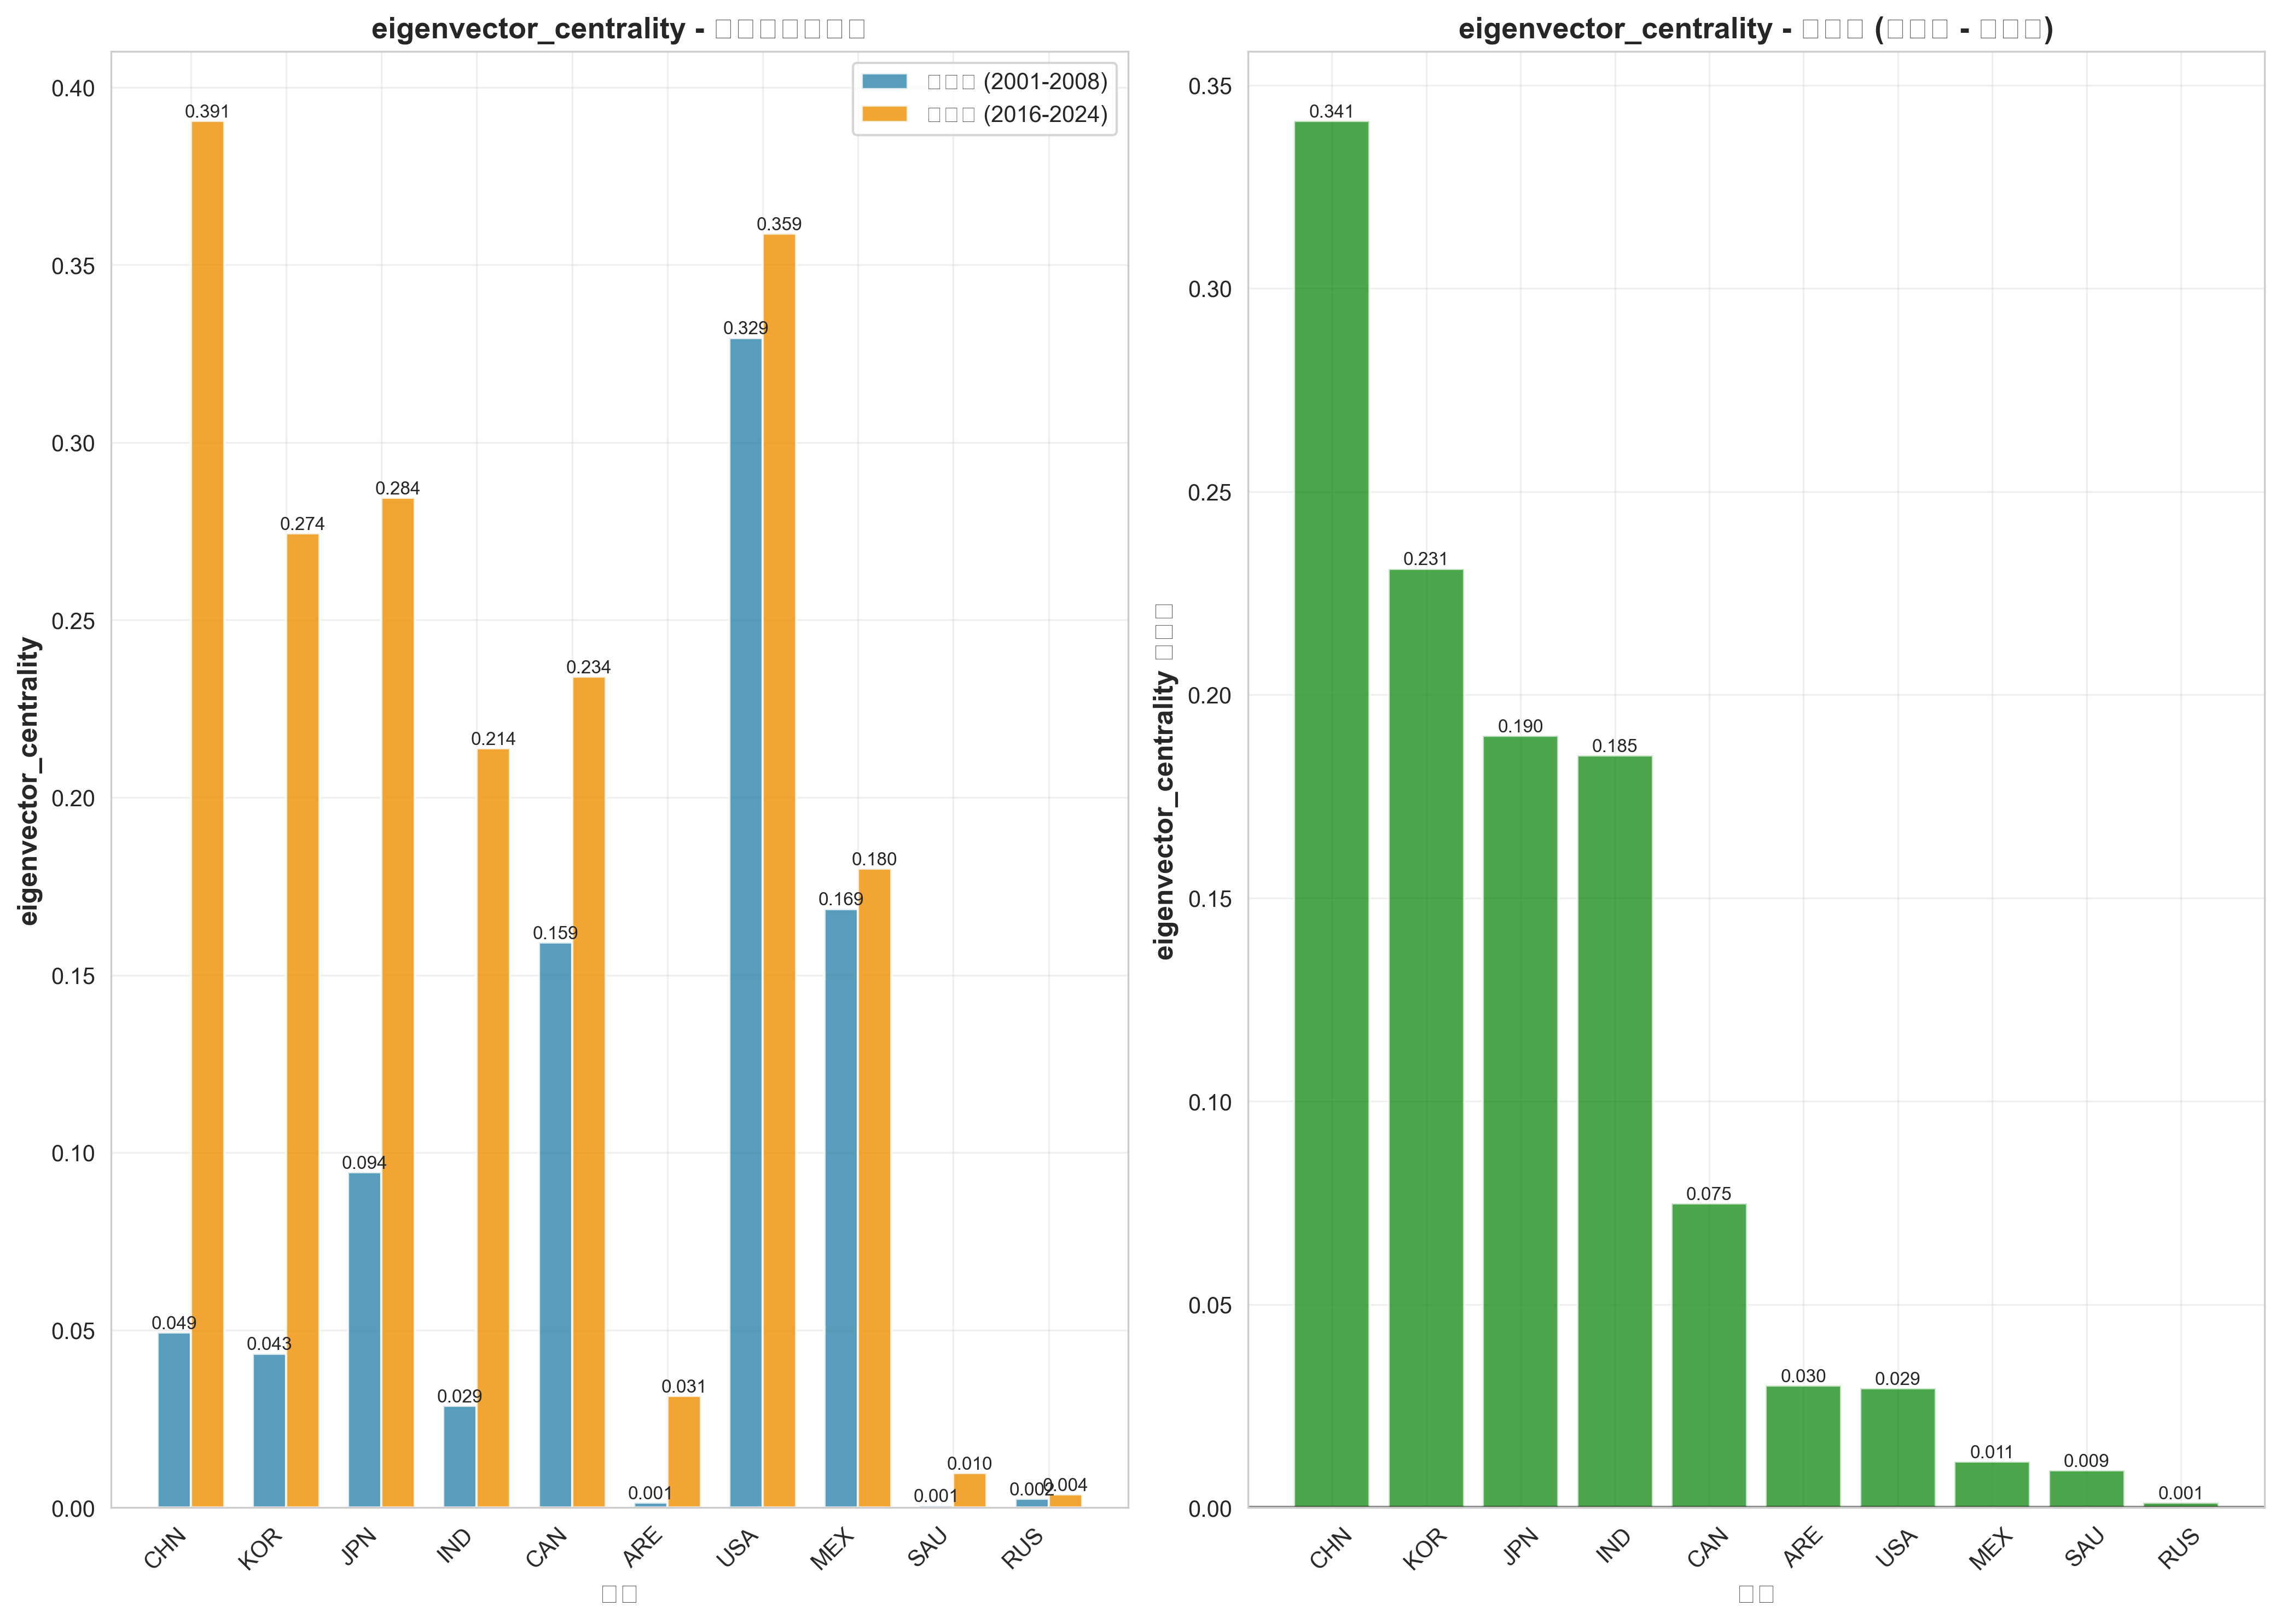 eigenvector_centrality - □□□□□□□
□□□ (2001-2008)
□□□ (2016-2024)
eigenvector_centrality
0.40
0.35
0.30
0.25
0.20
0.15
0.10
0.05
0.00
0.049
0.391
0.043
0.274
0.094
0.284
0.029
0.214
0.159
0.234
0.001
0.031
0.329
0.359
0.169
0.180
0.001
0.010
0.002
0.004
CHN
KOR
JPN
IND
CAN
ARE
USA
MEX
SAU
RUS
□□
eigenvector_centrality - □□□ (□□□ - □□□)
eigenvector_centrality □□□
0.35
0.30
0.25
0.20
0.15
0.10
0.05
0.00
0.341
0.231
0.190
0.185
0.075
0.030
0.029
0.011
0.009
0.001
CHN
KOR
JPN
IND
CAN
ARE
USA
MEX
SAU
RUS
□□